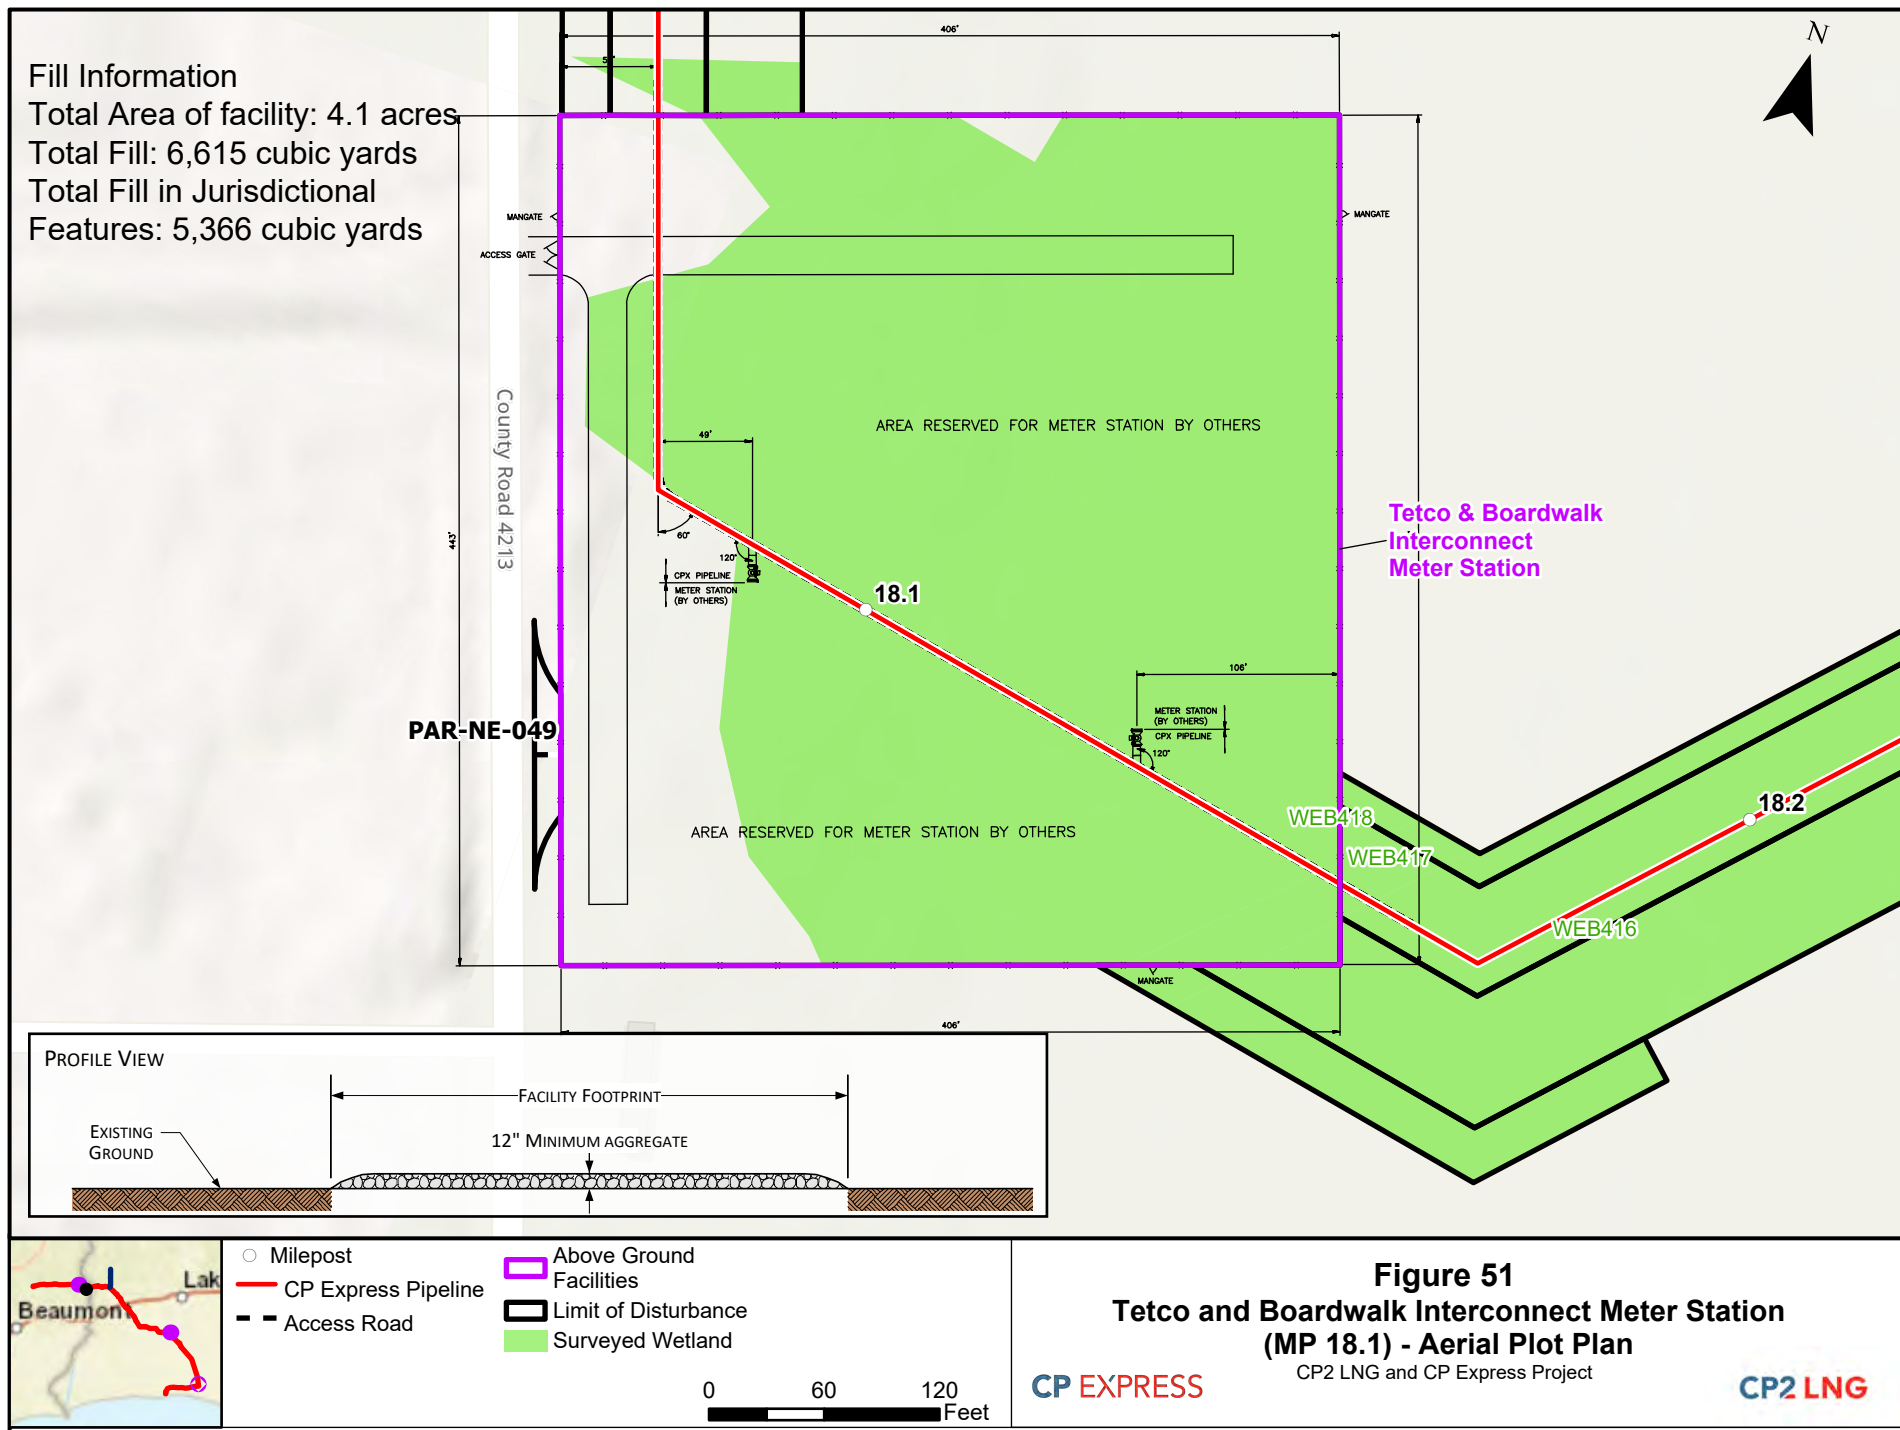 Fill Information
Total Area of facility: 4.1 acres
Total Fill: 6,615 cubic yards
Total Fill in Jurisdictional
Features: 5,366 cubic yards
406'
N
MANGATE
MANGATE
ACCESS GATE
County Road 4213
443'
AREA RESERVED FOR METER STATION BY OTHERS
49'
60°
120°
CPX PIPELINE
METER STATION
(BY OTHERS)
18.1
Tetco & Boardwalk
Interconnect
Meter Station
106'
METER STATION
(BY OTHERS)
CPX PIPELINE
120°
PAR-NE-049
AREA RESERVED FOR METER STATION BY OTHERS
WEB418
WEB417
18.2
WEB416
MANGATE
406'
PROFILE VIEW
FACILITY FOOTPRINT
EXISTING
GROUND
12" MINIMUM AGGREGATE
Lak
Beaumont
Milepost
CP Express Pipeline
Access Road
Above Ground
Facilities
Limit of Disturbance
Surveyed Wetland
0 60 120
Feet
Figure 51
Tetco and Boardwalk Interconnect Meter Station
(MP 18.1) - Aerial Plot Plan
CP2 LNG and CP Express Project
CP EXPRESS
CP2 LNG